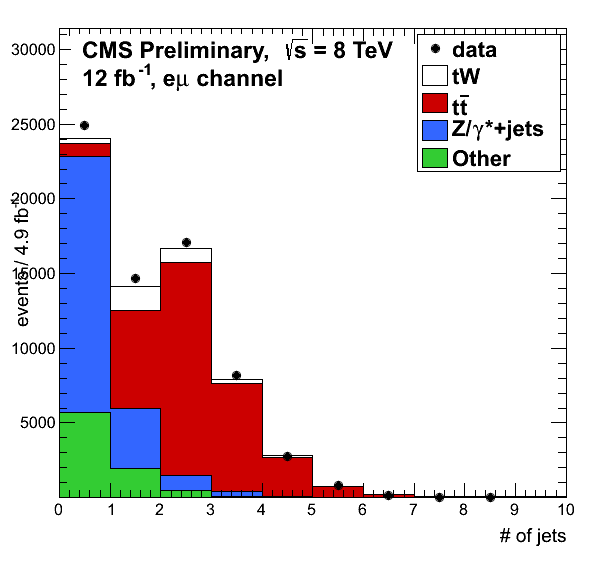 CMS Preliminary, √s = 8 TeV
12 fb⁻¹, eμ channel
data
tW
tt̄
Z/γ*+jets
Other
events / 4.9 fb⁻¹
30000
25000
20000
15000
10000
5000
0 1 2 3 4 5 6 7 8 9 10
# of jets